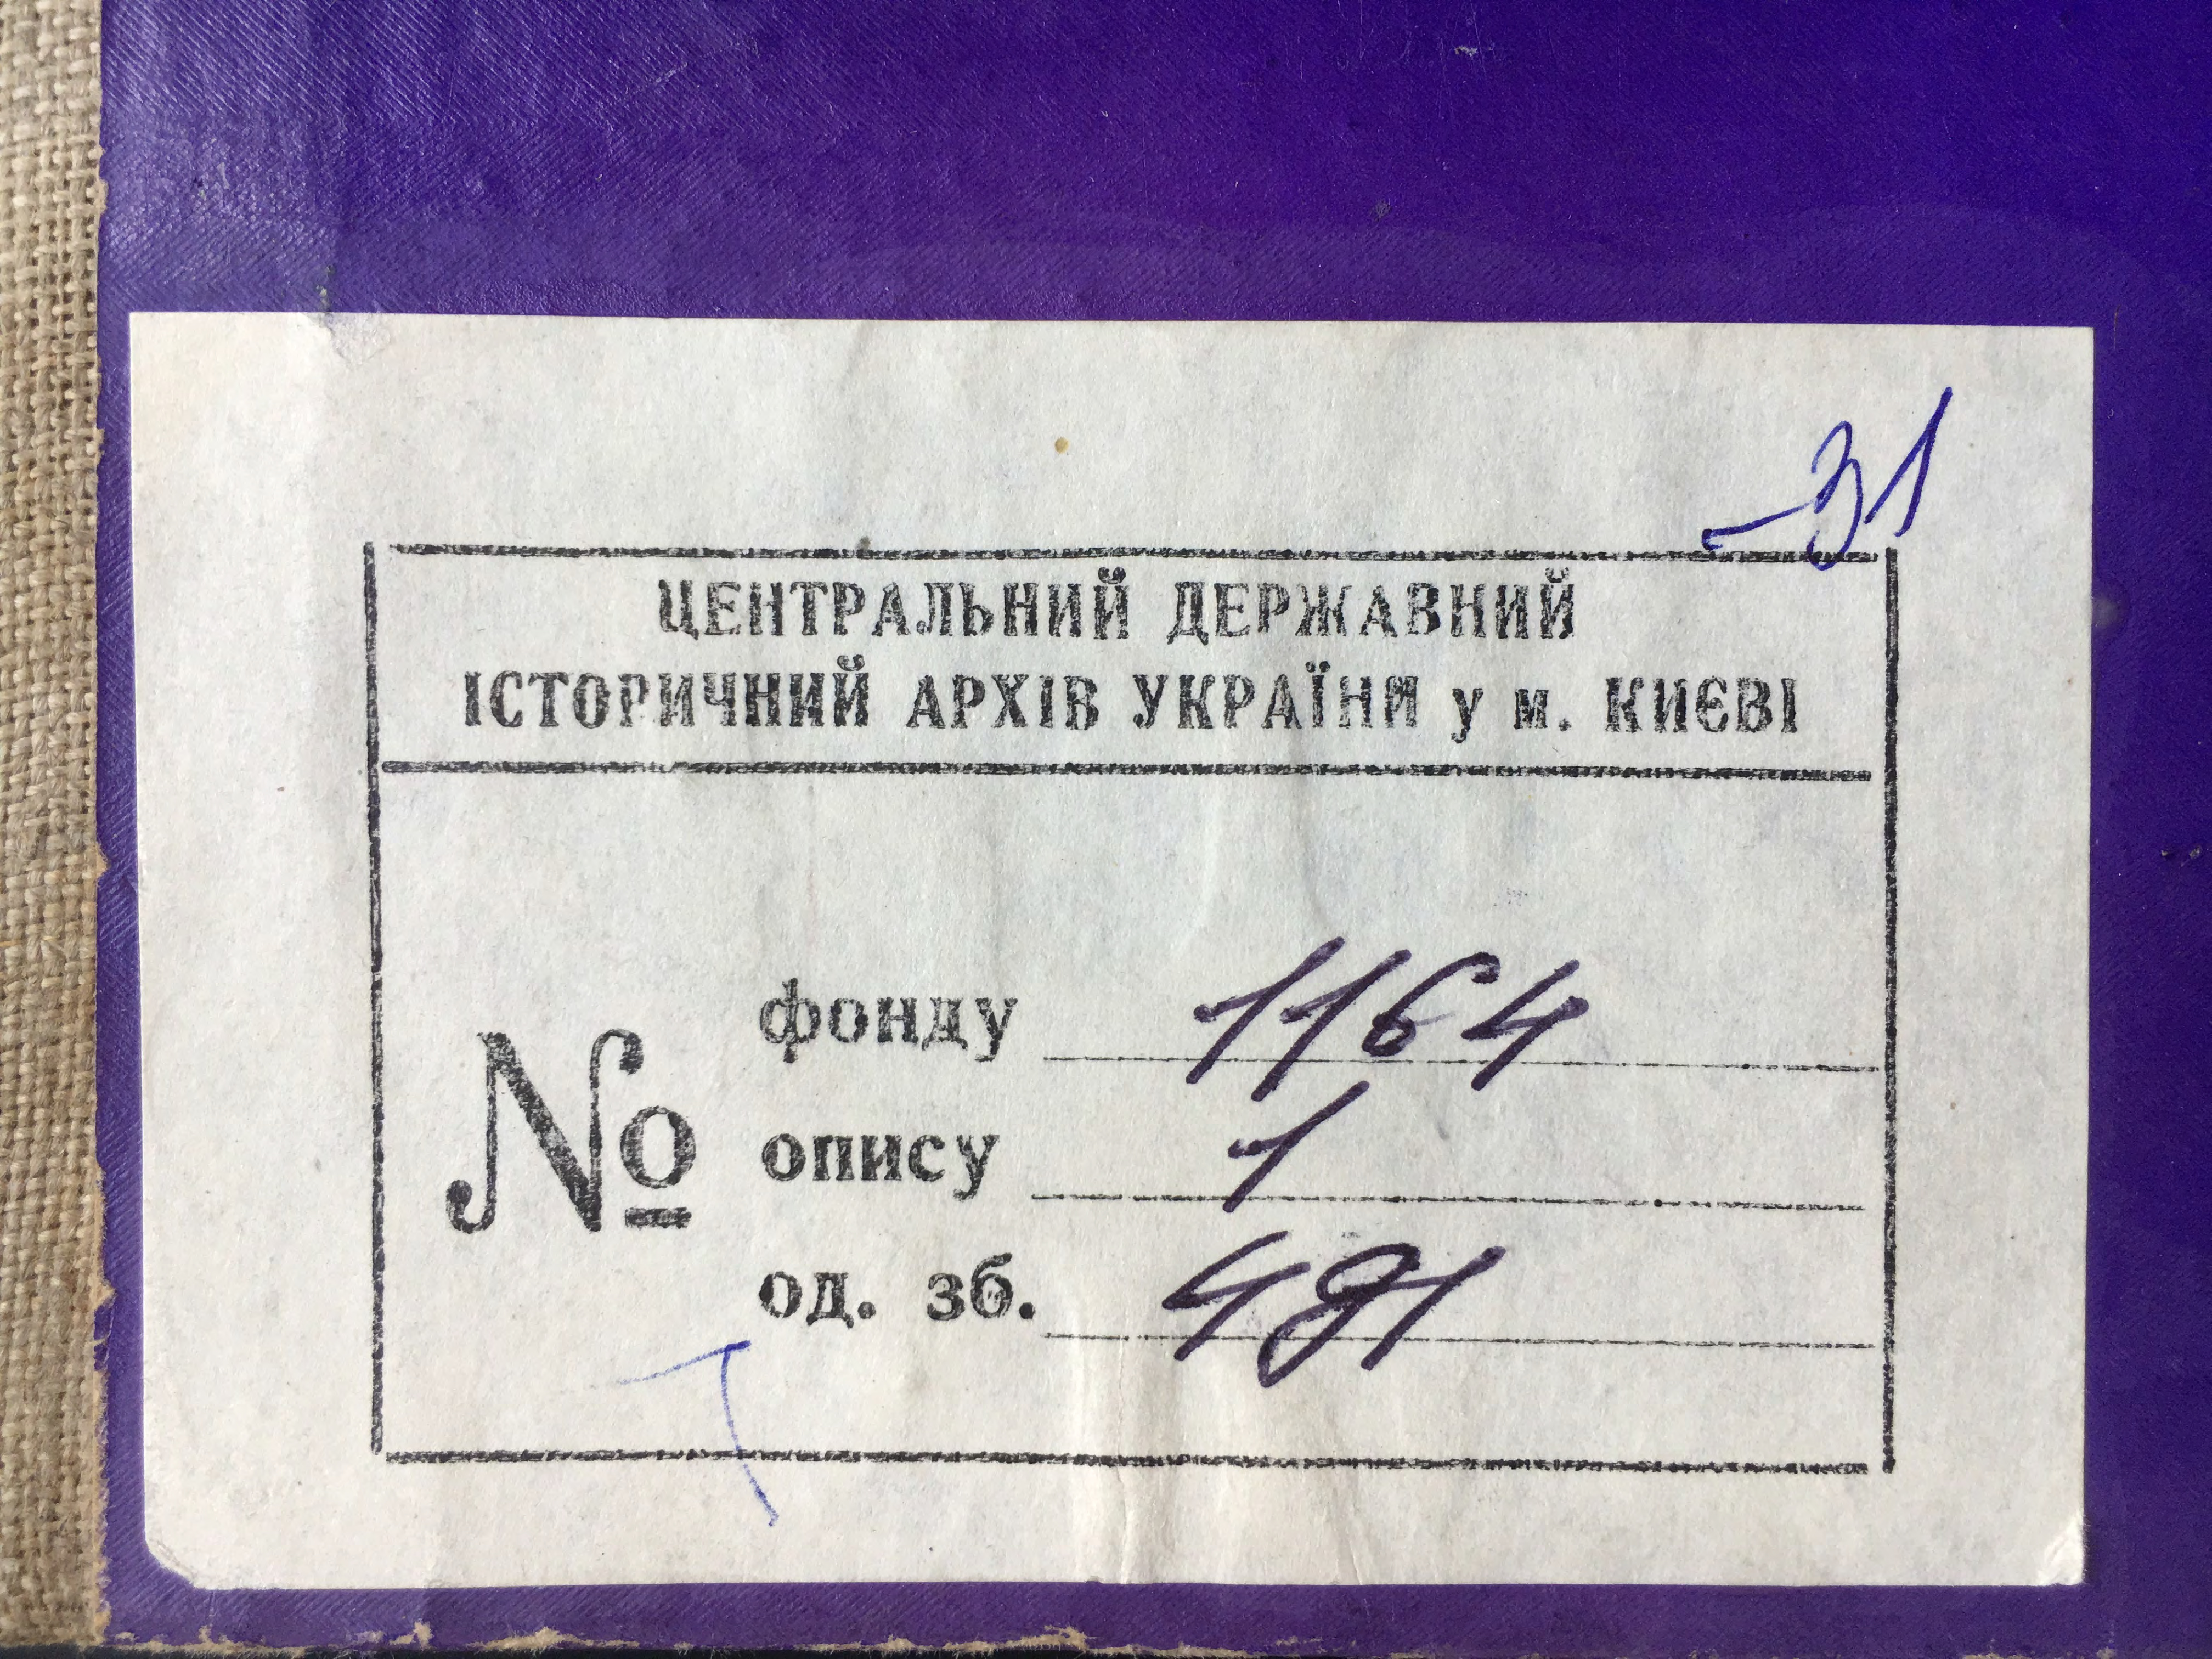 -31
ЦЕНТРАЛЬНИЙ ДЕРЖАВНИЙ
ІСТОРИЧНИЙ АРХІВ УКРАЇНИ у м. КИЄВІ
№
фонду 1164
опису 1
од. зб. 491